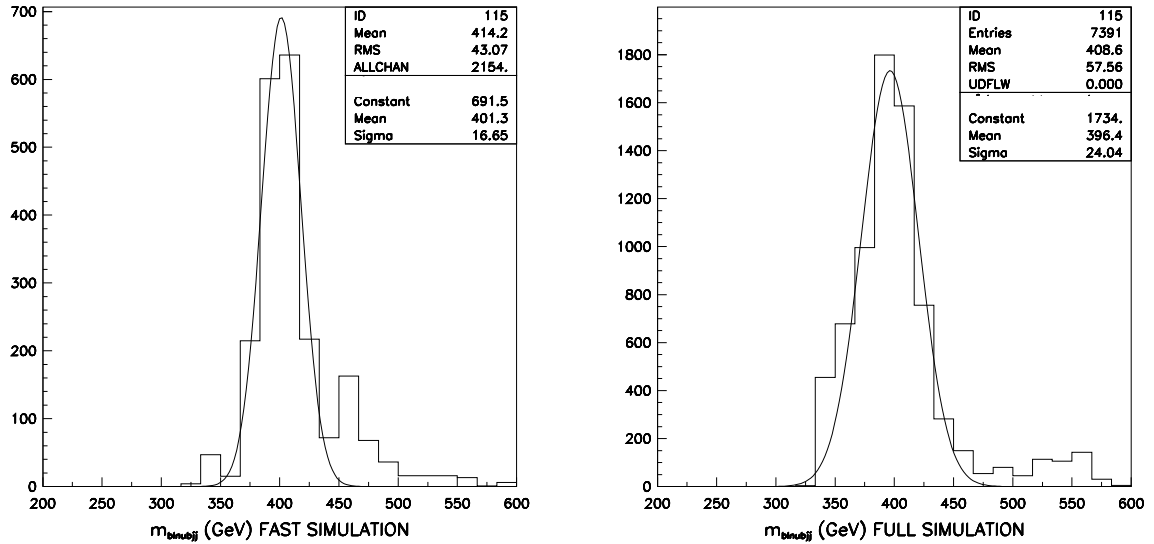 ID 115
Mean 414.2
RMS 43.07
ALLCHAN 2154.
Constant 691.5
Mean 401.3
Sigma 16.65
700
600
500
400
300
200
100
0
200 250 300 350 400 450 500 550 600
m_blnubjj (GeV) FAST SIMULATION
ID 115
Entries 7391
Mean 408.6
RMS 57.56
UDFLW 0.000
Constant 1734.
Mean 396.4
Sigma 24.04
1800
1600
1400
1200
1000
800
600
400
200
0
200 250 300 350 400 450 500 550 600
m_blnubjj (GeV) FULL SIMULATION